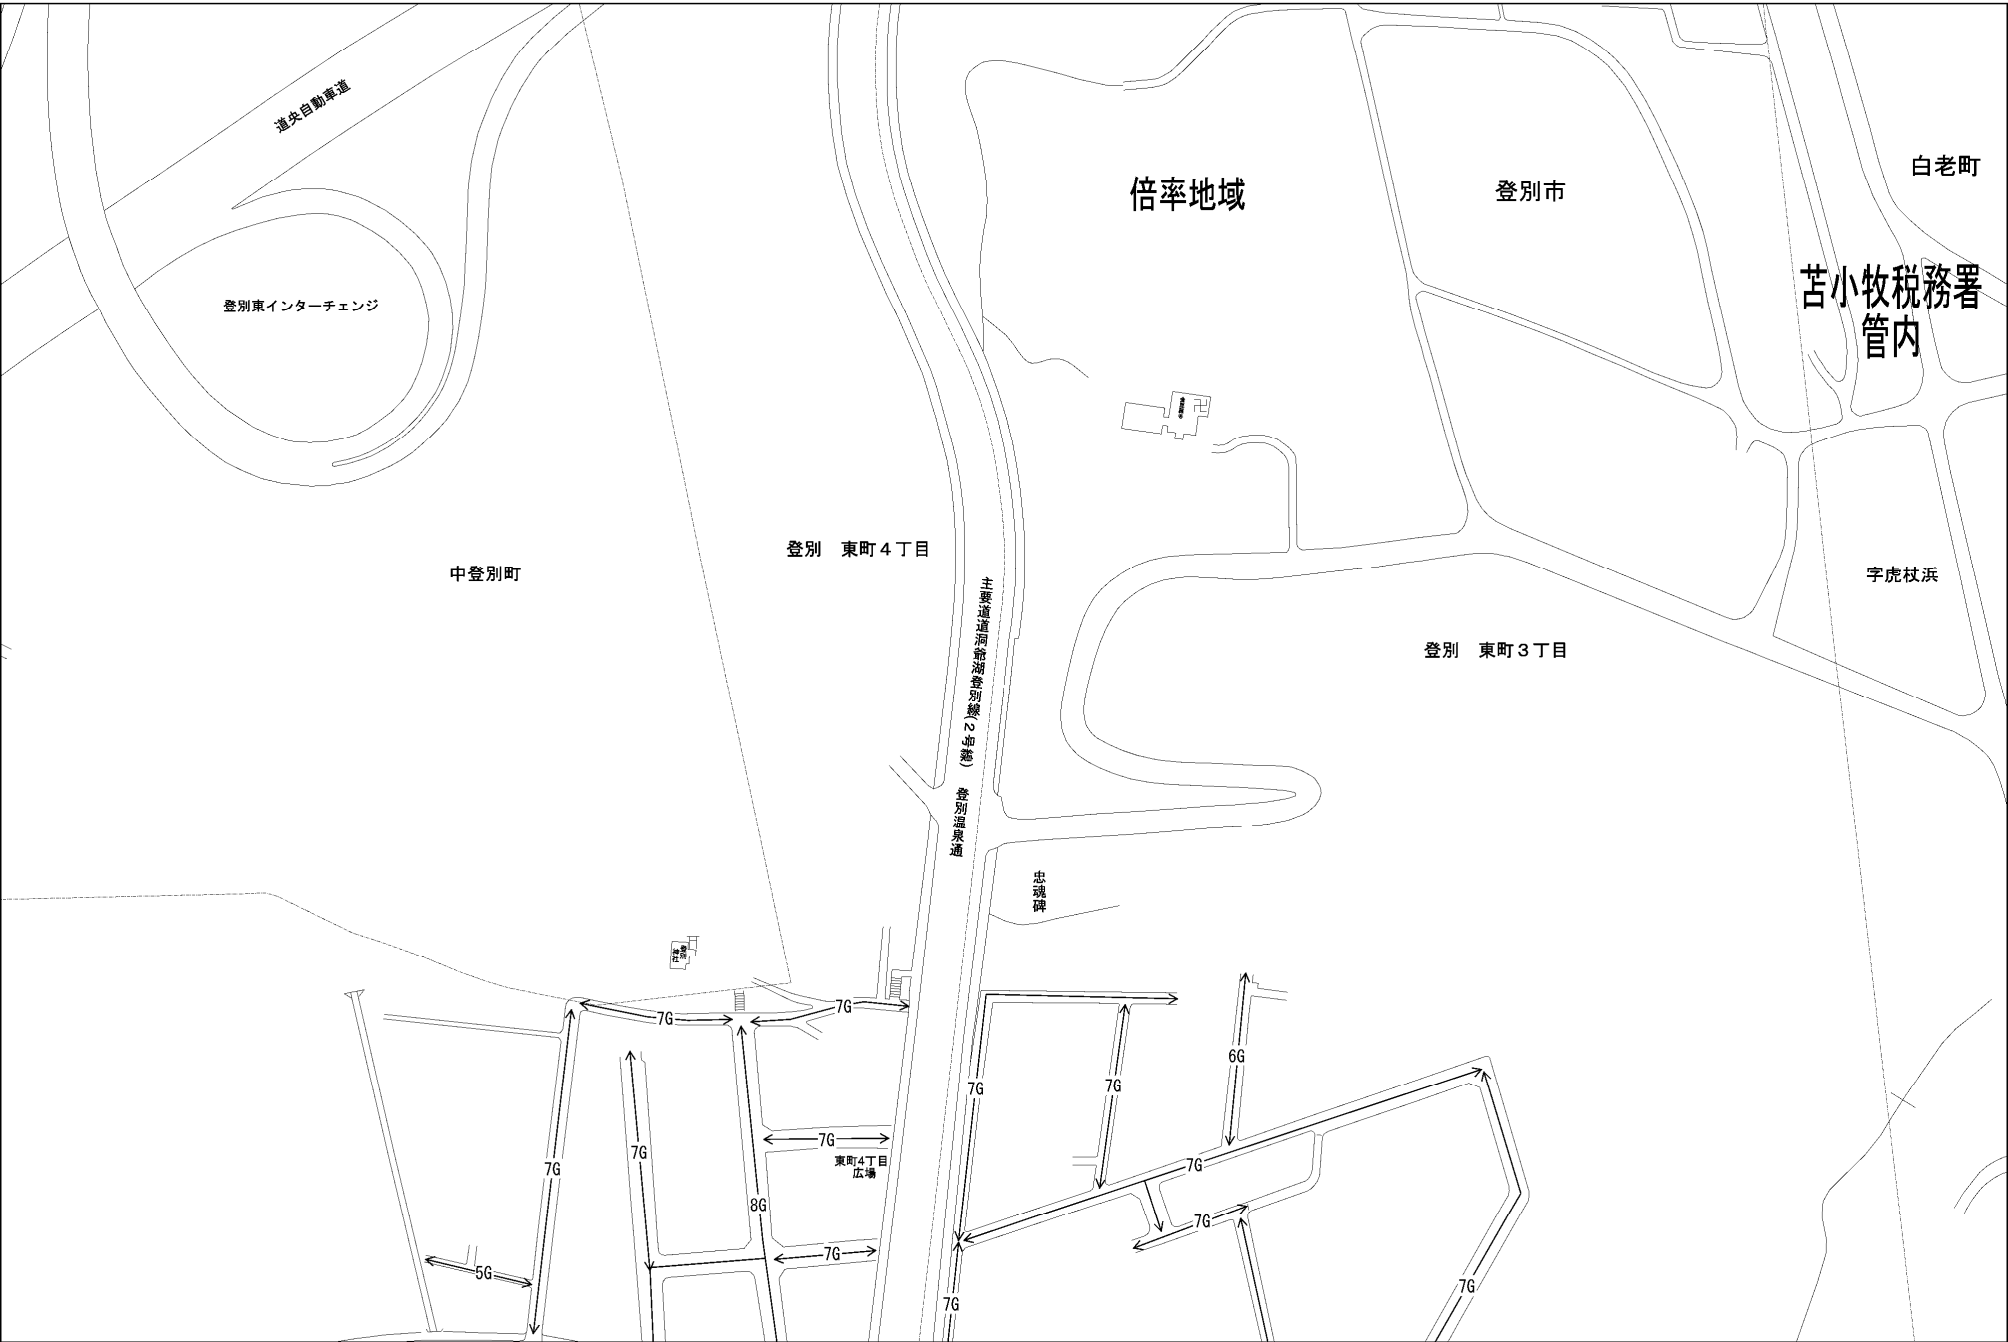 道央自動車道
白老町
倍率地域
登別市
苫小牧税務署
管内
登別東インターチェンジ
登別 東町4丁目
中登別町
字虎杖浜
主要道道洞爺湖登別線(2号線) 登別温泉通
登別 東町3丁目
忠魂碑
登別
神社
7G
7G
6G
7G
7G
7G
7G
7G
東町4丁目
広場
7G
7G
8G
7G
7G
5G
7G
7G